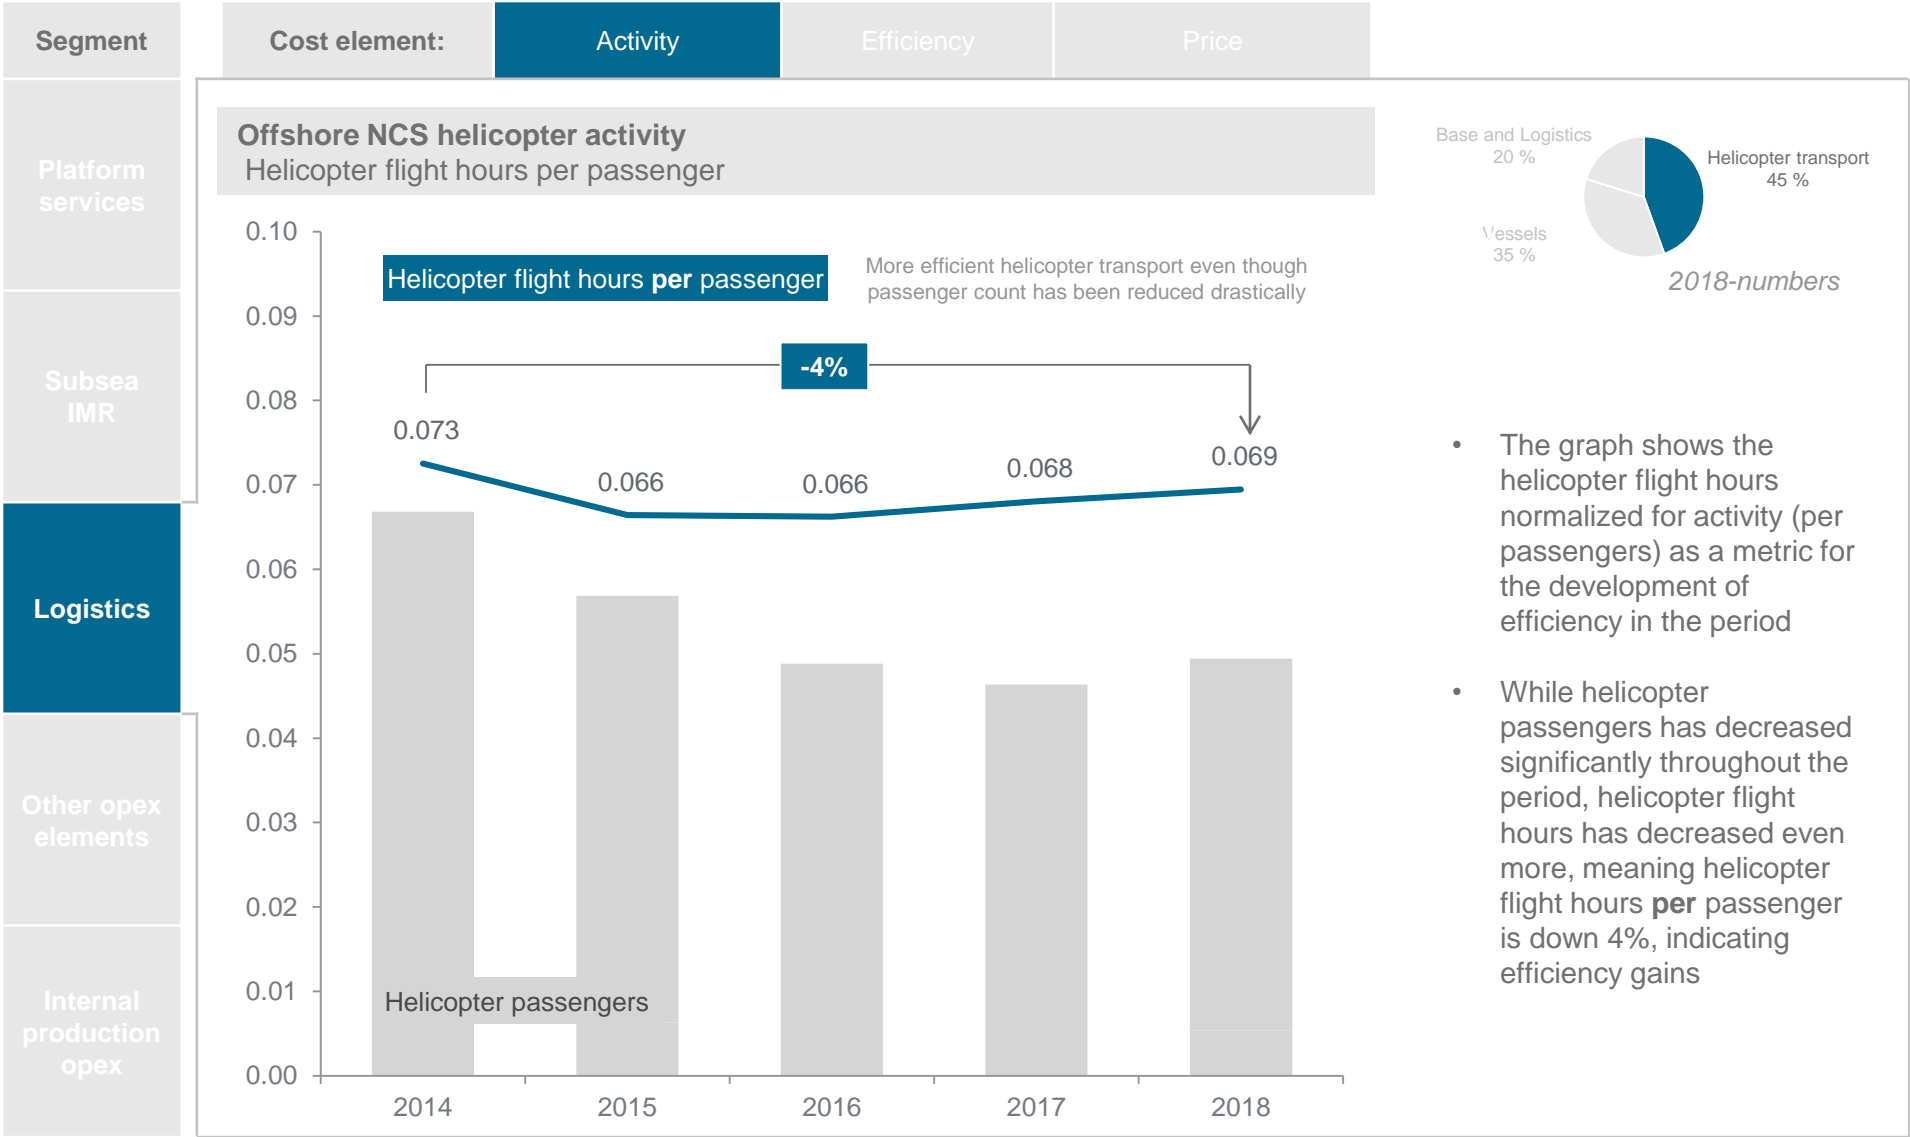 Segment
Cost element:
Activity
Efficiency
Price
Platform
services
Subsea
IMR
Logistics
Other opex
elements
Internal
production
opex
Offshore NCS helicopter activity
Helicopter flight hours per passenger
0.10
0.09
0.08
0.07
0.06
0.05
0.04
0.03
0.02
0.01
0.00
Helicopter flight hours per passenger
More efficient helicopter transport even though
passenger count has been reduced drastically
-4%
0.073
0.066
0.066
0.068
0.069
Helicopter passengers
2014
2015
2016
2017
2018
Base and Logistics
20 %
Helicopter transport
45 %
Vessels
35 %
2018-numbers
• The graph shows the
helicopter flight hours
normalized for activity (per
passengers) as a metric for
the development of
efficiency in the period
• While helicopter
passengers has decreased
significantly throughout the
period, helicopter flight
hours has decreased even
more, meaning helicopter
flight hours per passenger
is down 4%, indicating
efficiency gains